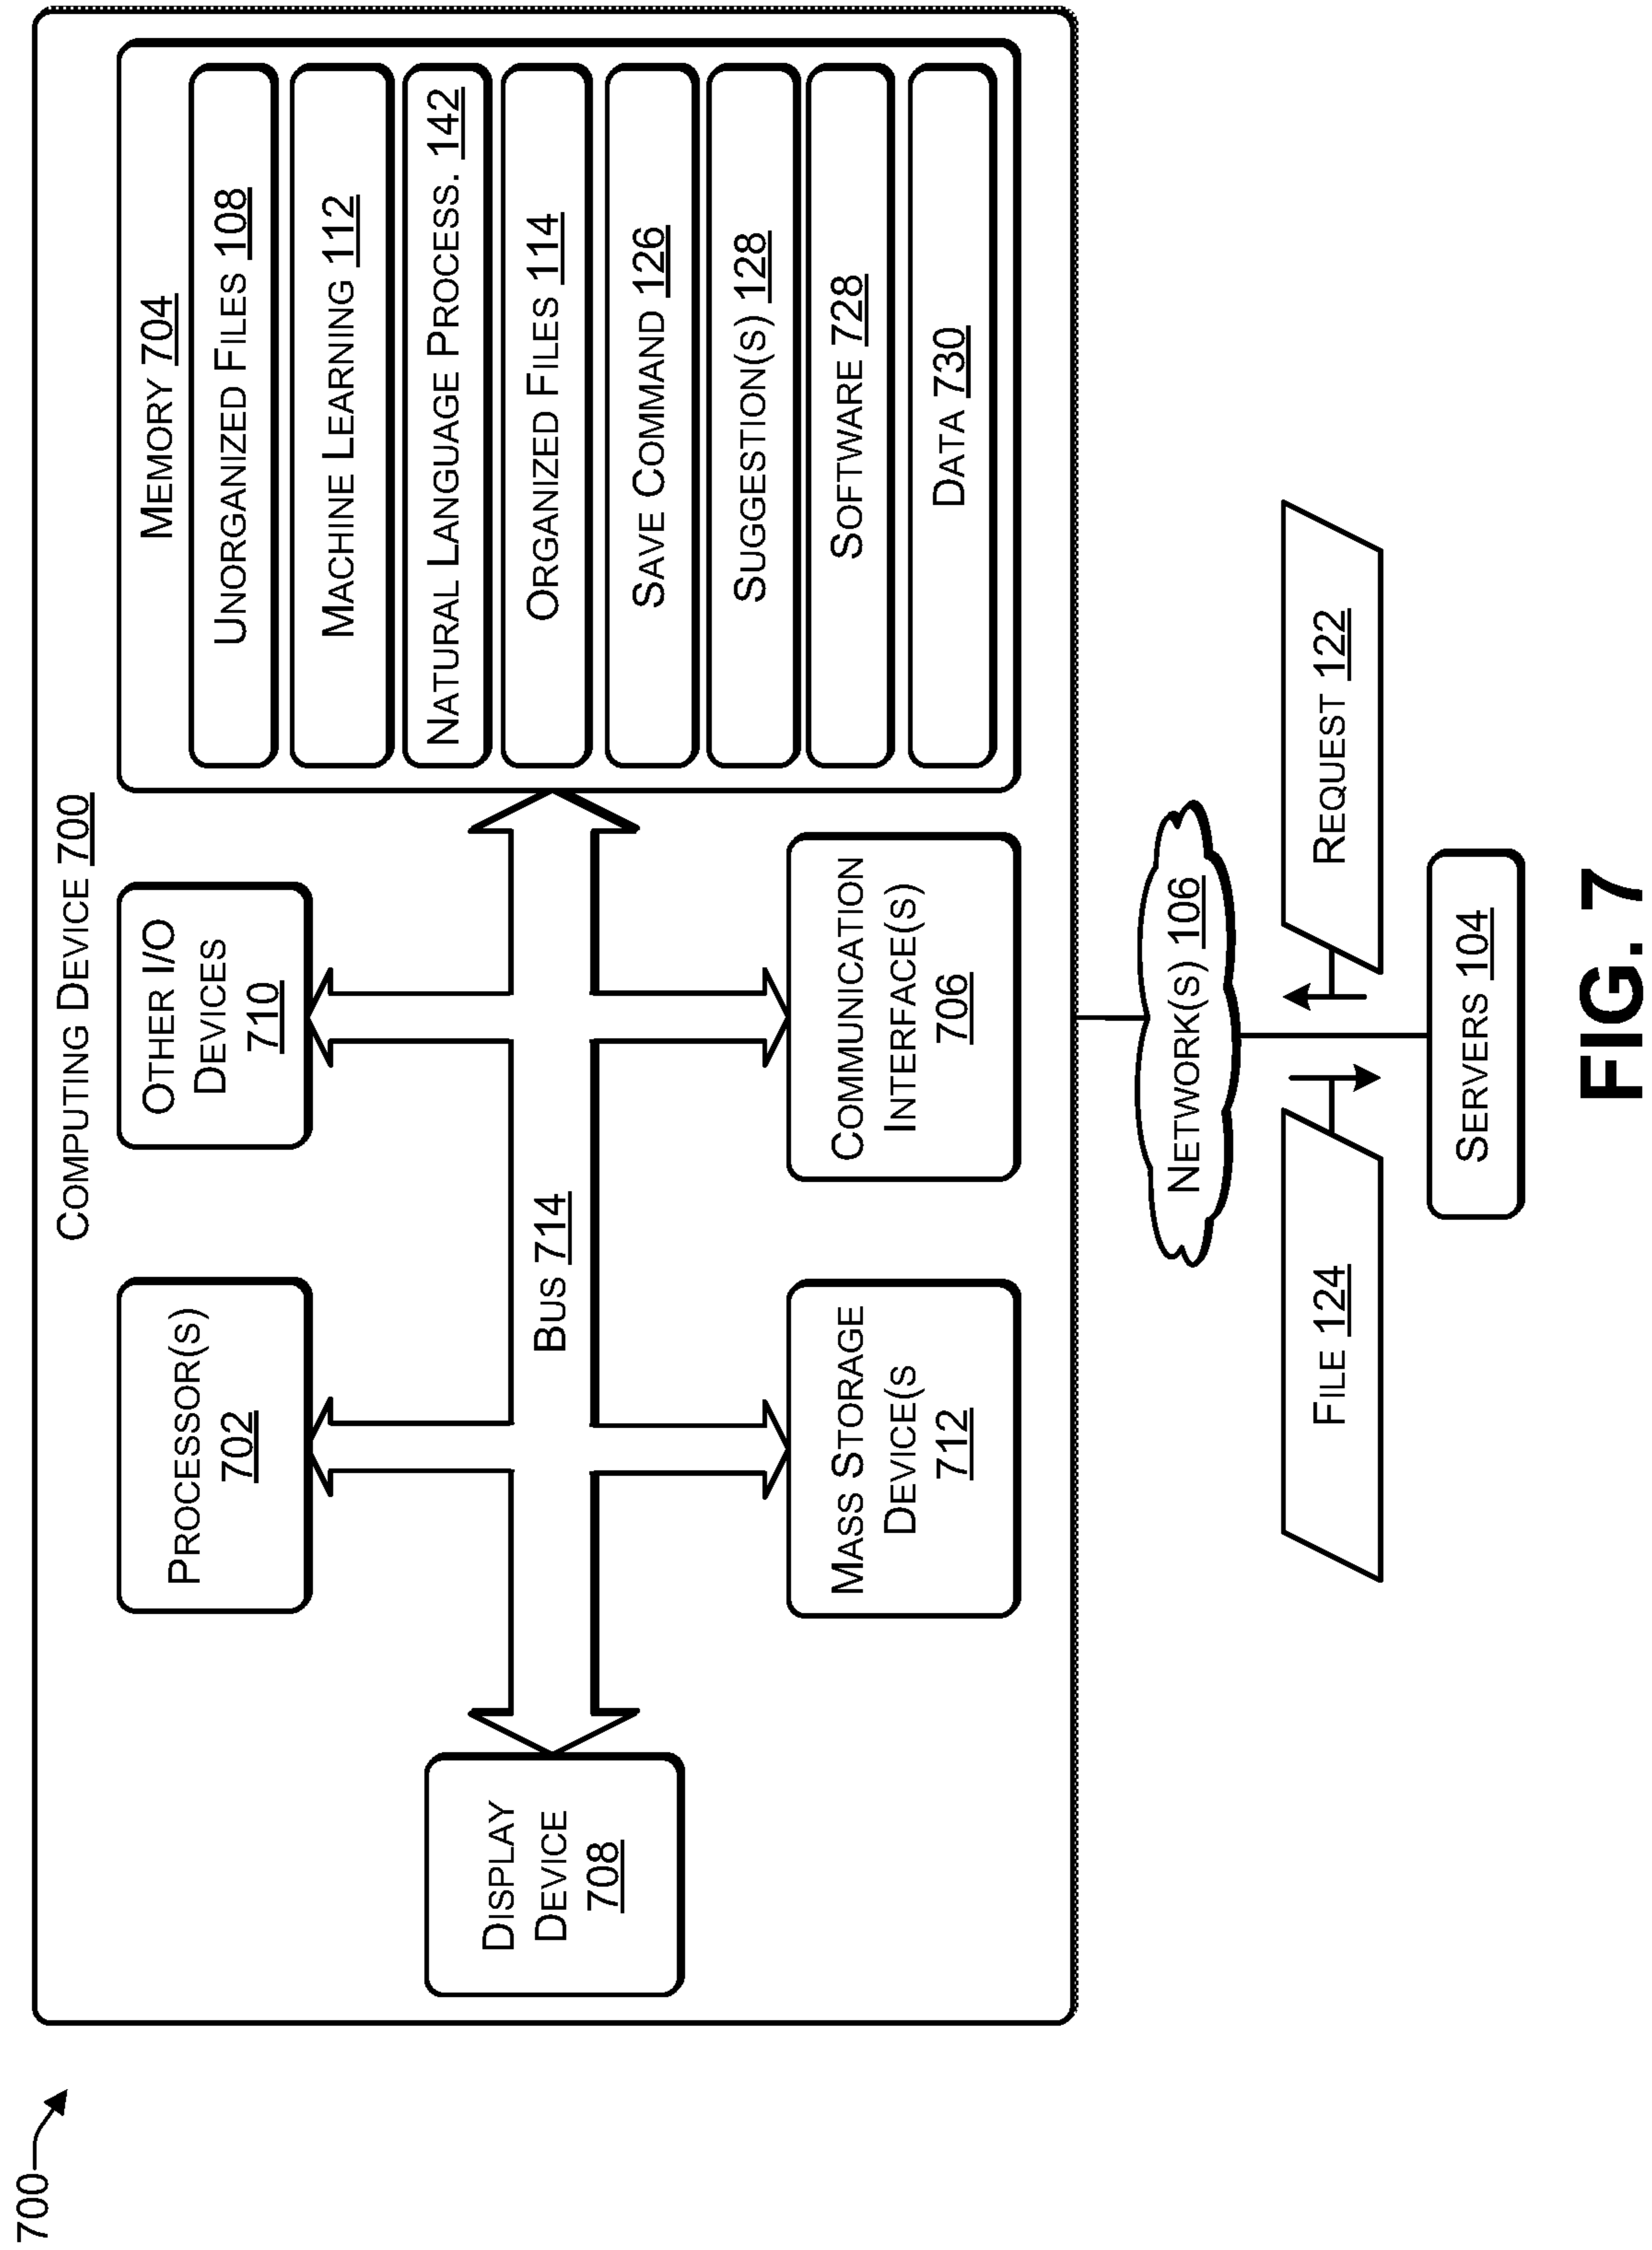 700
COMPUTING DEVICE 700
PROCESSOR(S)
702
OTHER I/O
DEVICES
710
MEMORY 704
UNORGANIZED FILES 108
MACHINE LEARNING 112
NATURAL LANGUAGE PROCESS. 142
ORGANIZED FILES 114
SAVE COMMAND 126
SUGGESTION(S) 128
SOFTWARE 728
DATA 730
DISPLAY
DEVICE
708
BUS 714
MASS STORAGE
DEVICE(S
712
COMMUNICATION
INTERFACE(S)
706
NETWORK(S) 106
FILE 124
REQUEST 122
SERVERS 104
FIG. 7